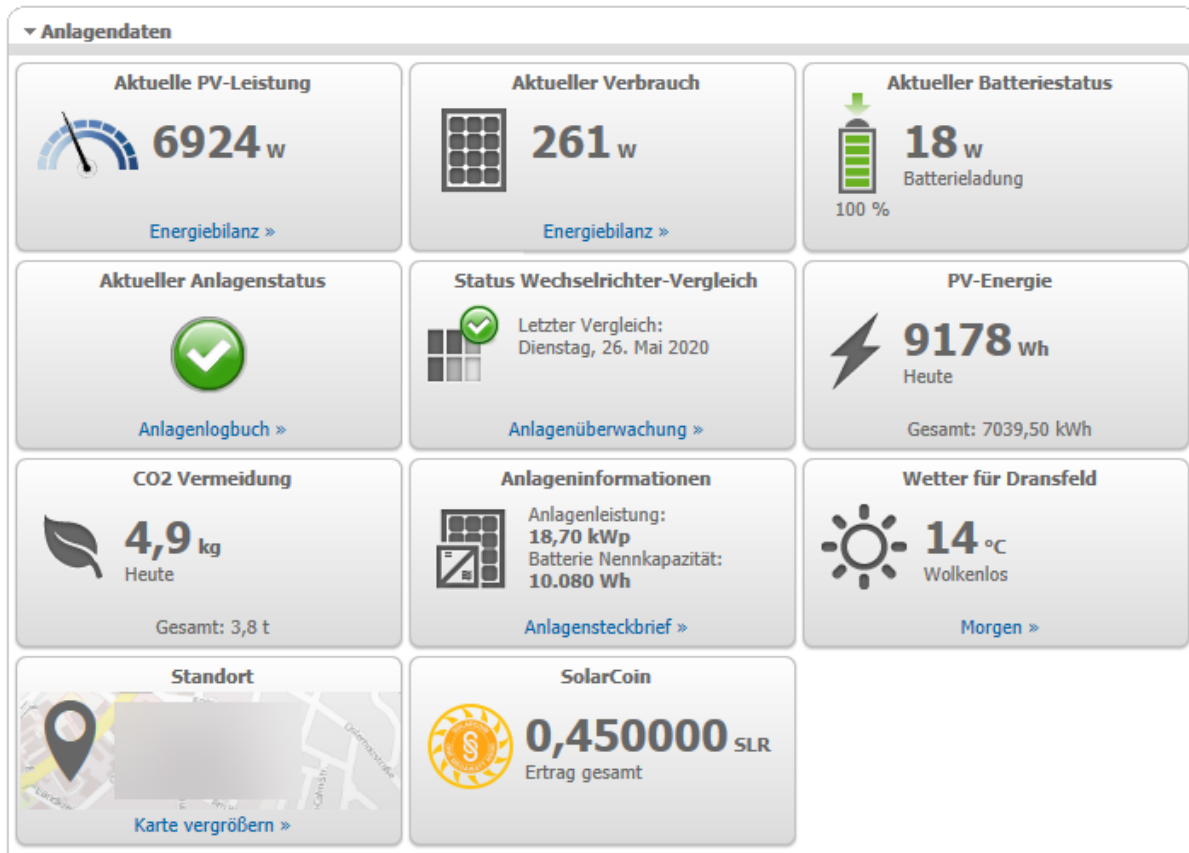 Anlagendaten
Aktuelle PV-Leistung
6924 W
Energiebilanz »
Aktueller Verbrauch
261 W
Energiebilanz »
Aktueller Batteriestatus
18 W
Batterieladung
100 %
Aktueller Anlagenstatus
Anlagenlogbuch »
Status Wechselrichter-Vergleich
Letzter Vergleich:
Dienstag, 26. Mai 2020
Anlagenüberwachung »
PV-Energie
9178 Wh
Heute
Gesamt: 7039,50 kWh
CO2 Vermeidung
4,9 kg
Heute
Gesamt: 3,8 t
Anlageninformationen
Anlagenleistung:
18,70 kWp
Batterie Nennkapazität:
10.080 Wh
Anlagensteckbrief »
Wetter für Dransfeld
14 °C
Wolkenlos
Morgen »
Standort
Karte vergrößern »
SolarCoin
0,450000 SLR
Ertrag gesamt